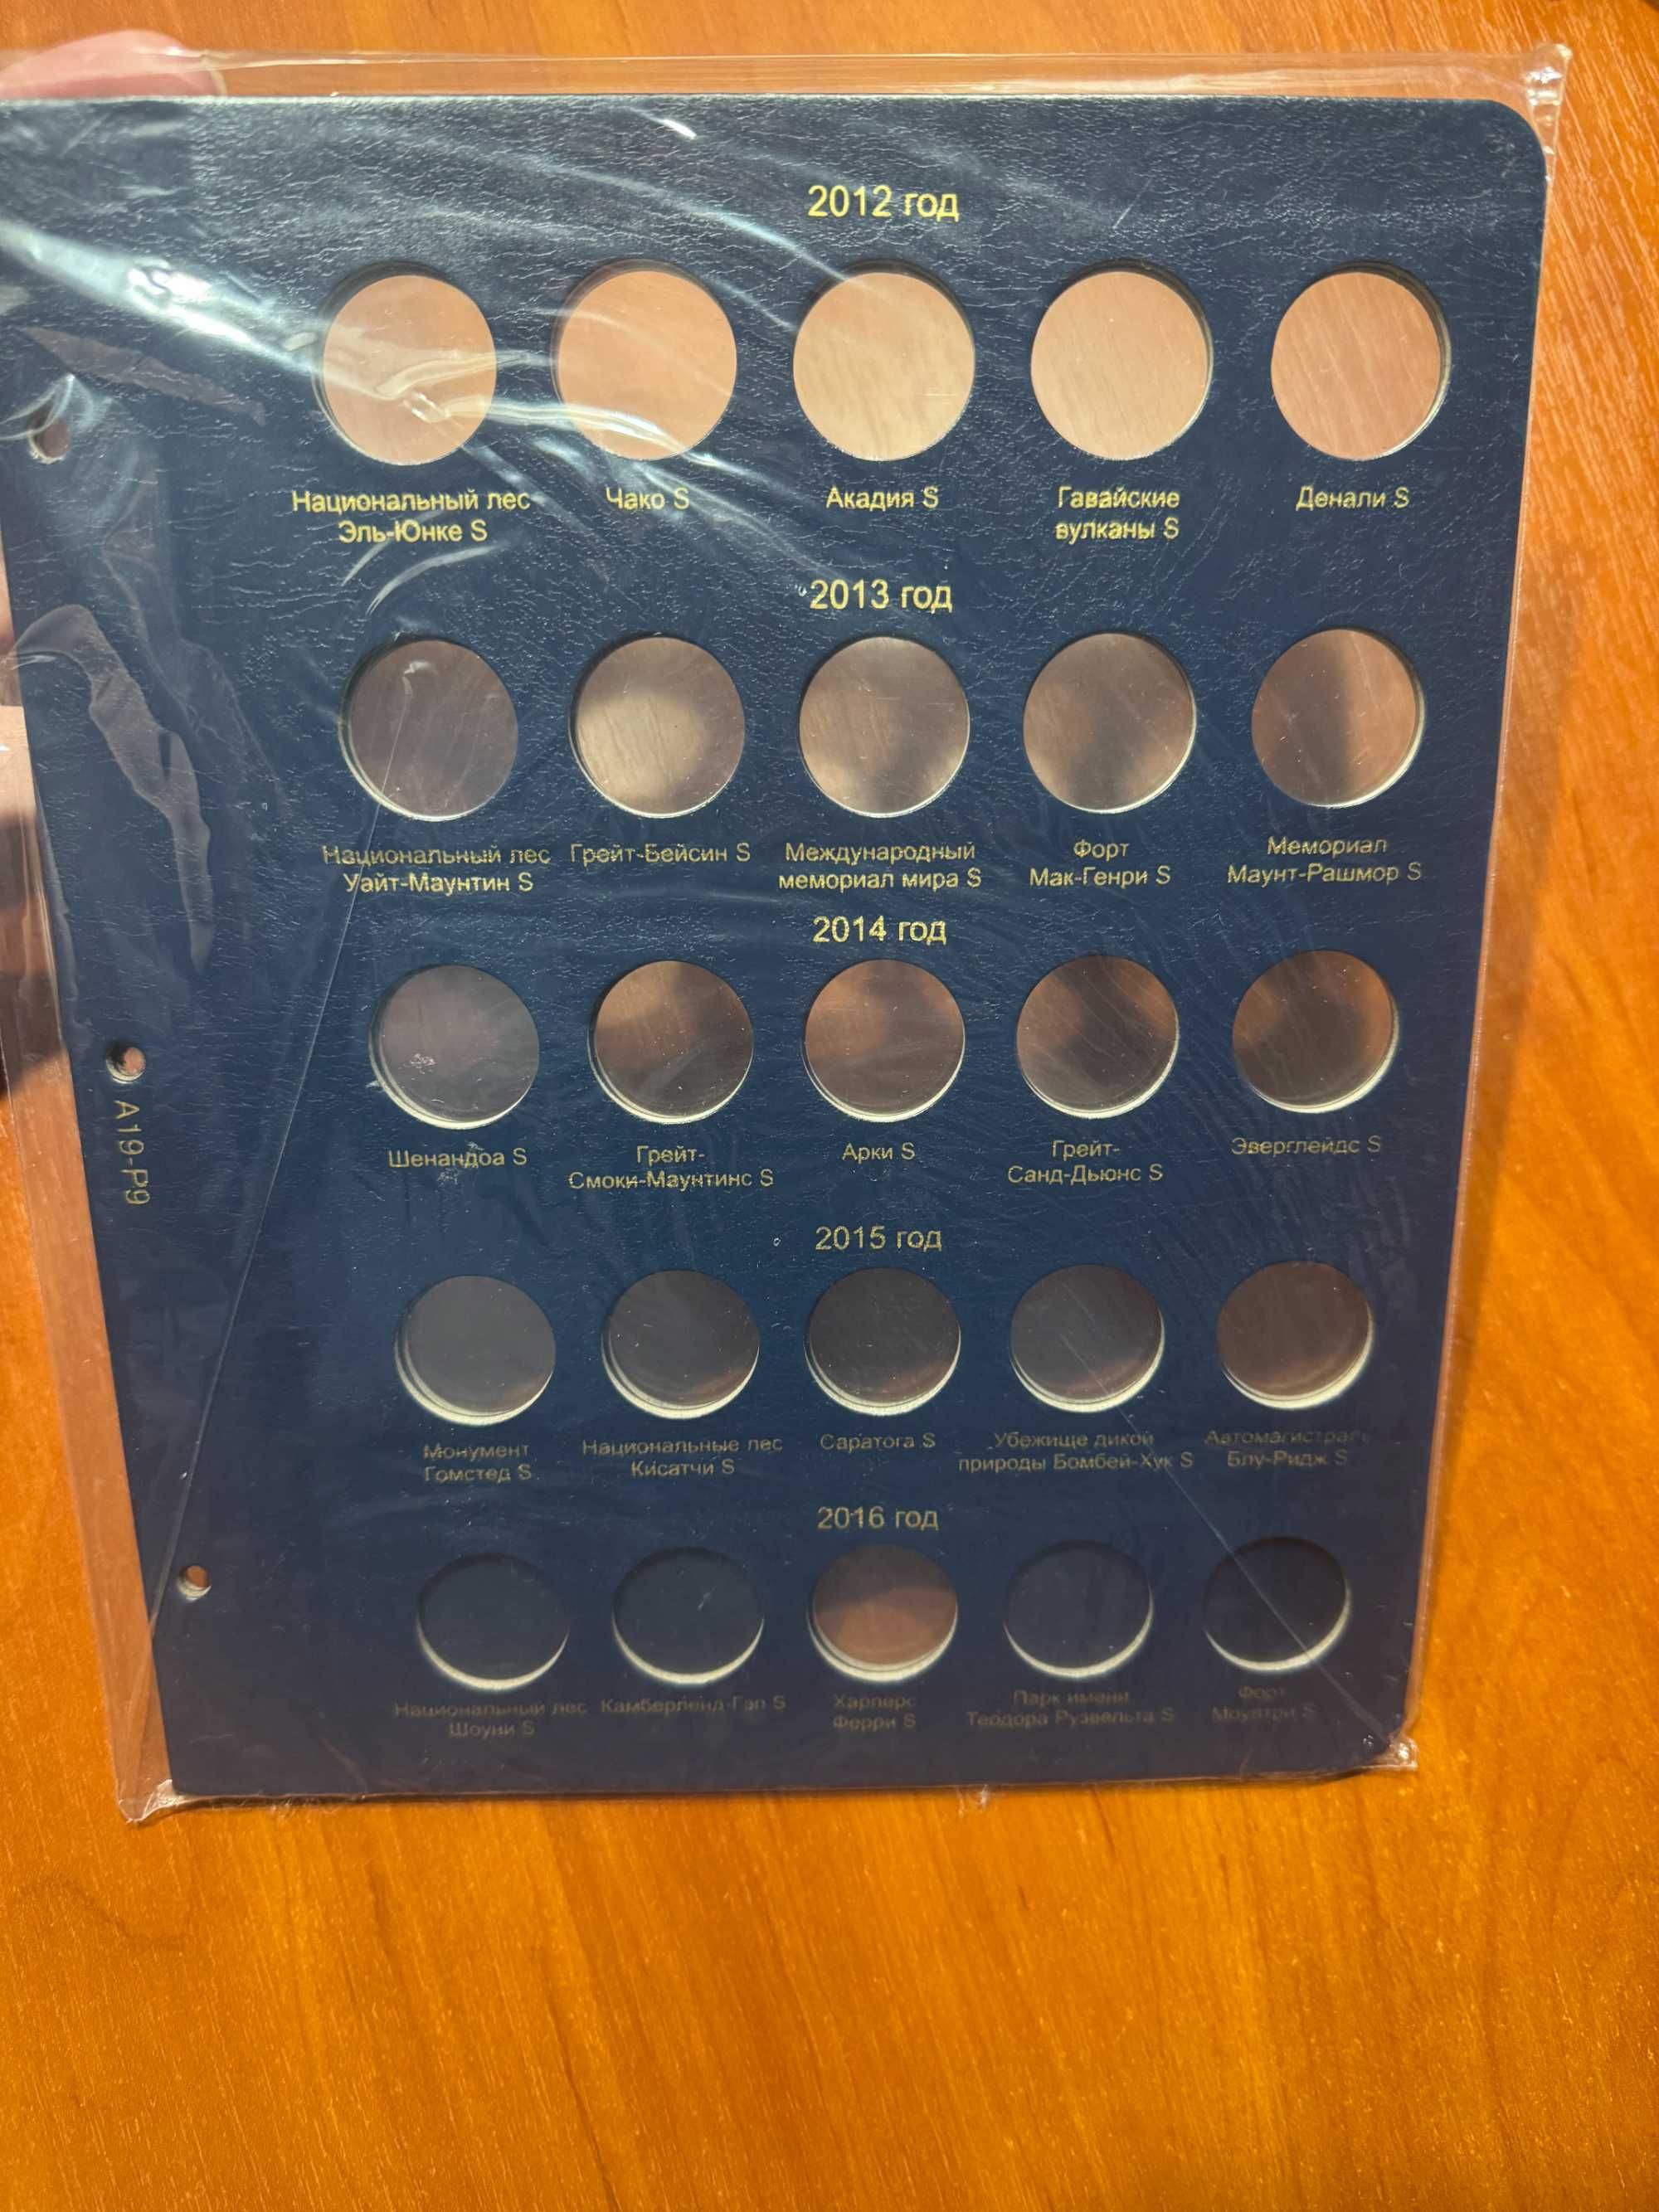 2012 год
Национальный лес
Эль-Юнке S
Чако S
Акадия S
Гавайские
вулканы S
Денали S
2013 год
Национальный лес
Уайт-Маунтин S
Грейт-Бейсин S
Международный
мемориал мира S
Форт
Мак-Генри S
Мемориал
Маунт-Рашмор S
2014 год
Шенандоа S
Грейт-
Смоки-Маунтинс S
Арки S
Грейт-
Санд-Дьюнс S
Эверглейдс S
A19-P9
2015 год
Монумент
Гомстед S
Национальные лес
Кисатчи S
Саратога S
Убежище дикой
природы Бомбей-Хук S
Автомагистраль
Блу-Ридж S
2016 год
Национальный лес
Шоуни S
Камберленд-Гэп S
Харперс
Ферри S
Парк имени
Теодора Рузвельта S
Форт
Моултри S